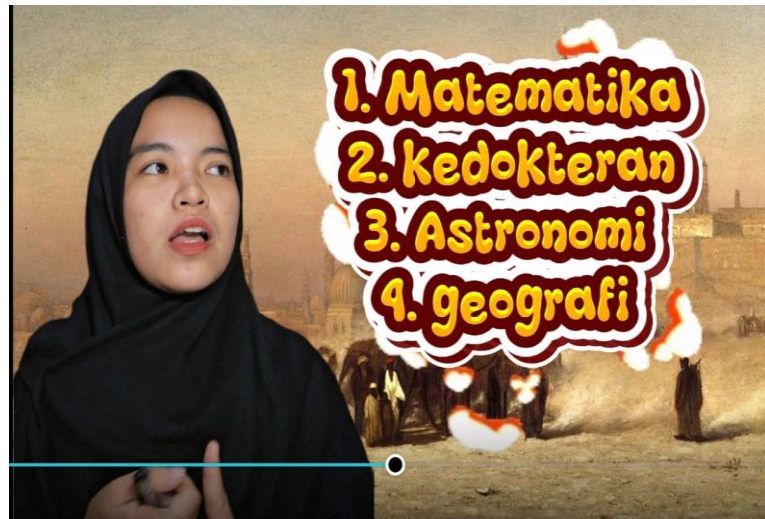 1. Matematika
2. Kedokteran
3. Astronomi
4. geografi